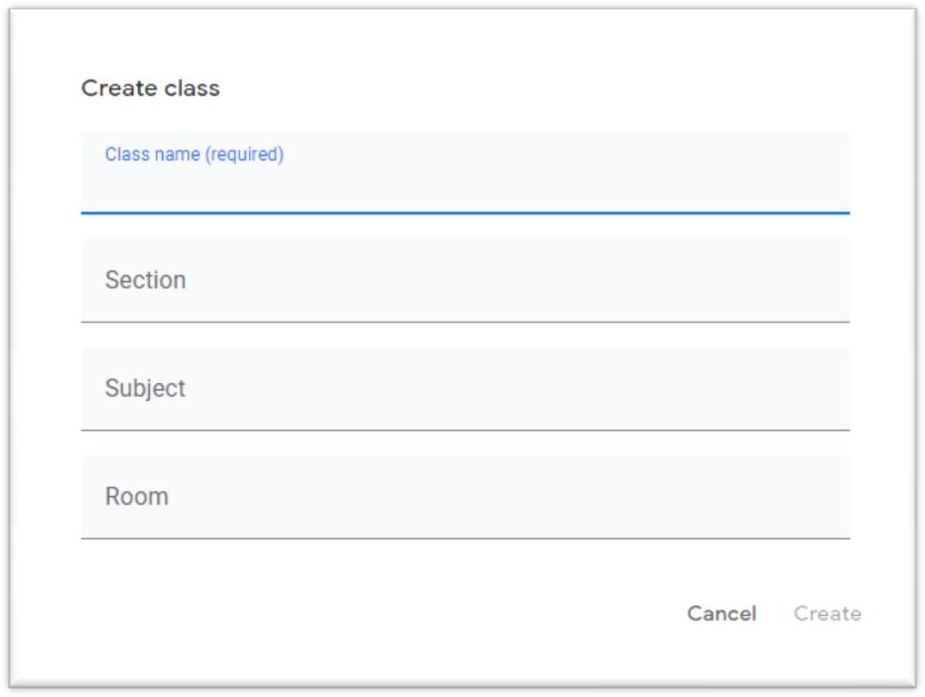 Create class
Class name (required)
Section
Subject
Room
Cancel Create